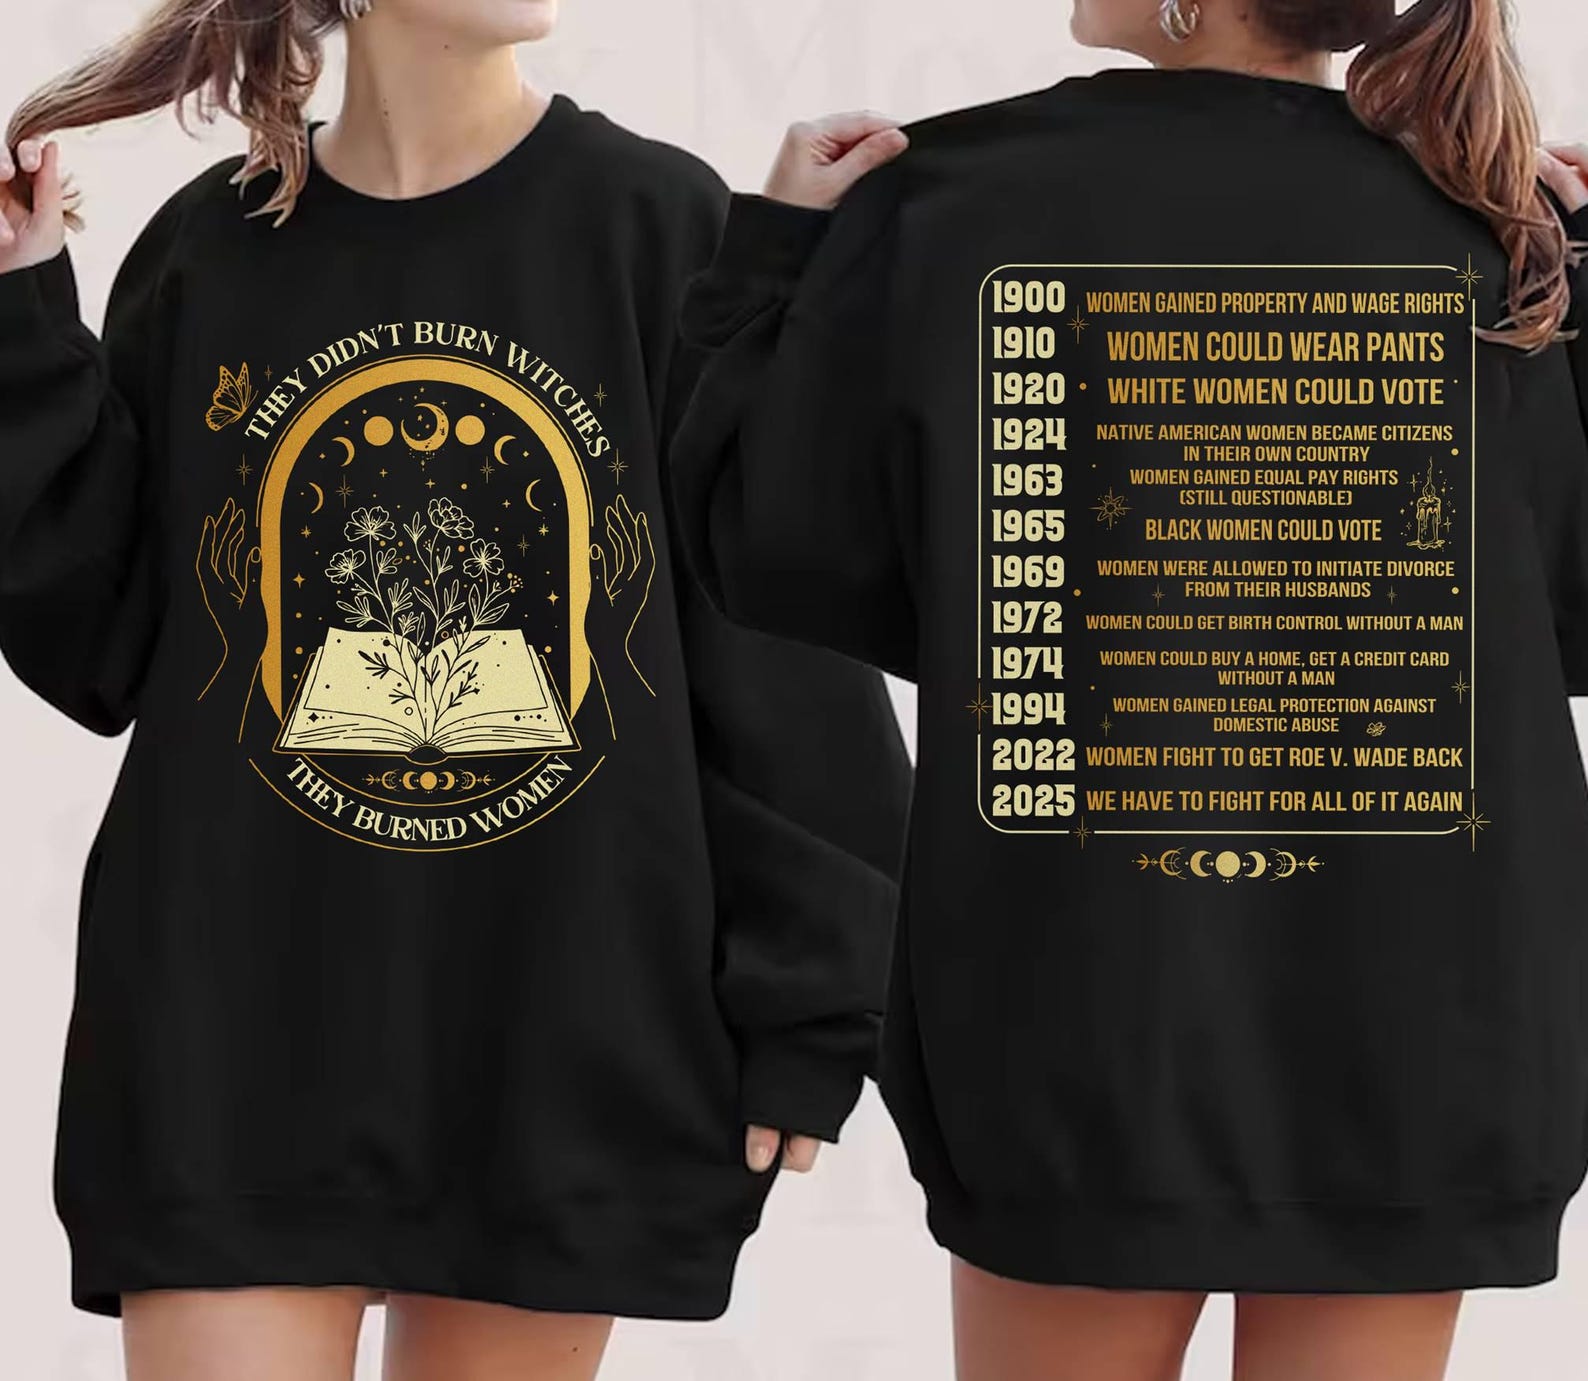 THEY DIDN'T BURN WITCHES
THEY BURNED WOMEN
1900 WOMEN GAINED PROPERTY AND WAGE RIGHTS
1910 WOMEN COULD WEAR PANTS
1920 WHITE WOMEN COULD VOTE
1924 NATIVE AMERICAN WOMEN BECAME CITIZENS
IN THEIR OWN COUNTRY
1963 WOMEN GAINED EQUAL PAY RIGHTS
(STILL QUESTIONABLE)
1965 BLACK WOMEN COULD VOTE
1969 WOMEN WERE ALLOWED TO INITIATE DIVORCE
FROM THEIR HUSBANDS
1972 WOMEN COULD GET BIRTH CONTROL WITHOUT A MAN
1974 WOMEN COULD BUY A HOME, GET A CREDIT CARD
WITHOUT A MAN
1994 WOMEN GAINED LEGAL PROTECTION AGAINST
DOMESTIC ABUSE
2022 WOMEN FIGHT TO GET ROE V. WADE BACK
2025 WE HAVE TO FIGHT FOR ALL OF IT AGAIN